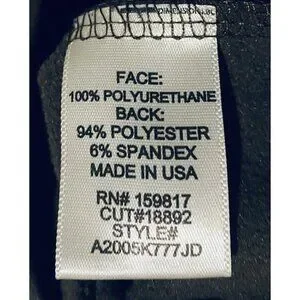 FACE:
100% POLYURETHANE
BACK:
94% POLYESTER
6% SPANDEX
MADE IN USA
RN# 159817
CUT#18892
STYLE#
A2005K777JD